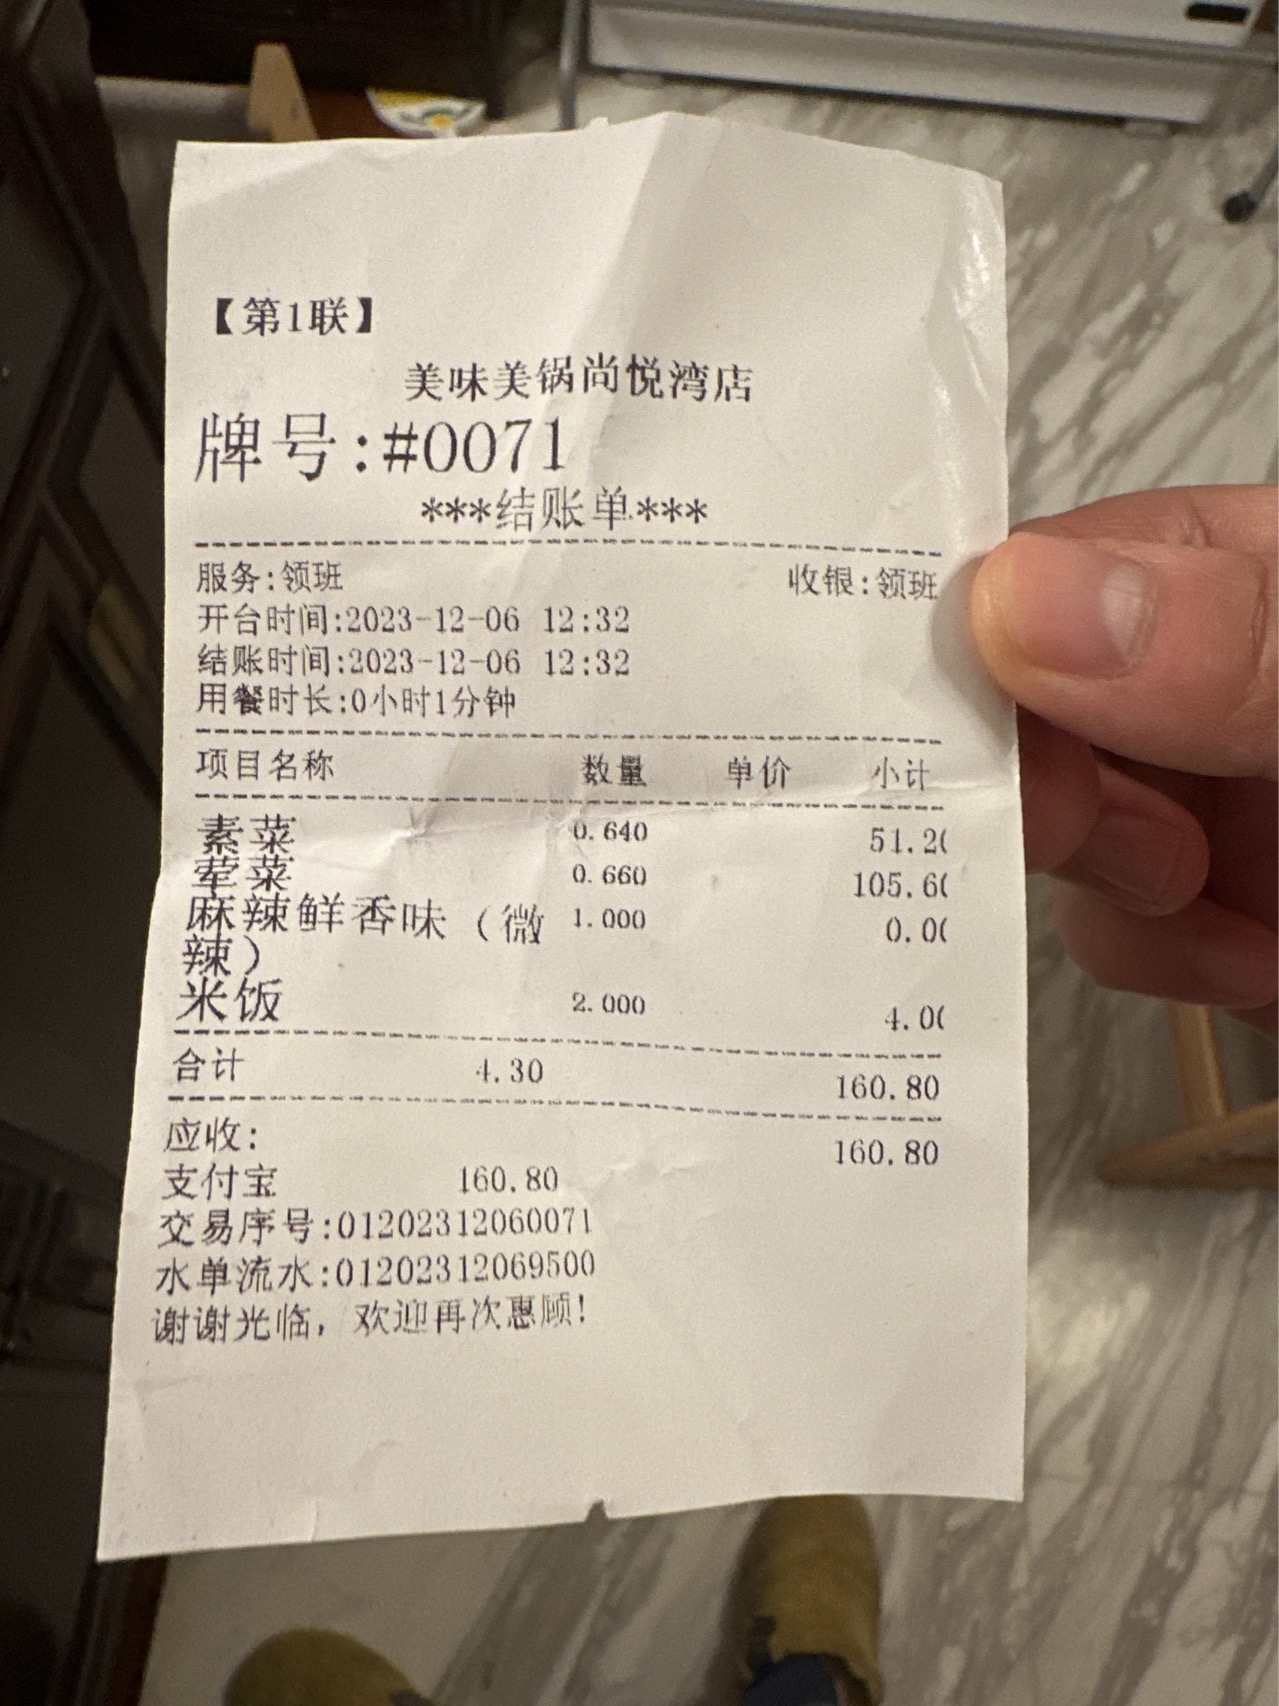 【第1联】
美味美锅尚悦湾店
牌号:#0071
***结账单***
服务:领班 收银:领班
开台时间:2023-12-06 12:32
结账时间:2023-12-06 12:32
用餐时长:0小时1分钟
项目名称 数量 单价 小计
素菜 0.640 51.20
荤菜 0.660 105.60
麻辣鲜香味（微 1.000 0.00
辣）
米饭 2.000 4.00
合计 4.30 160.80
应收: 160.80
支付宝 160.80
交易序号:01202312060071
水单流水:01202312069500
谢谢光临，欢迎再次惠顾!